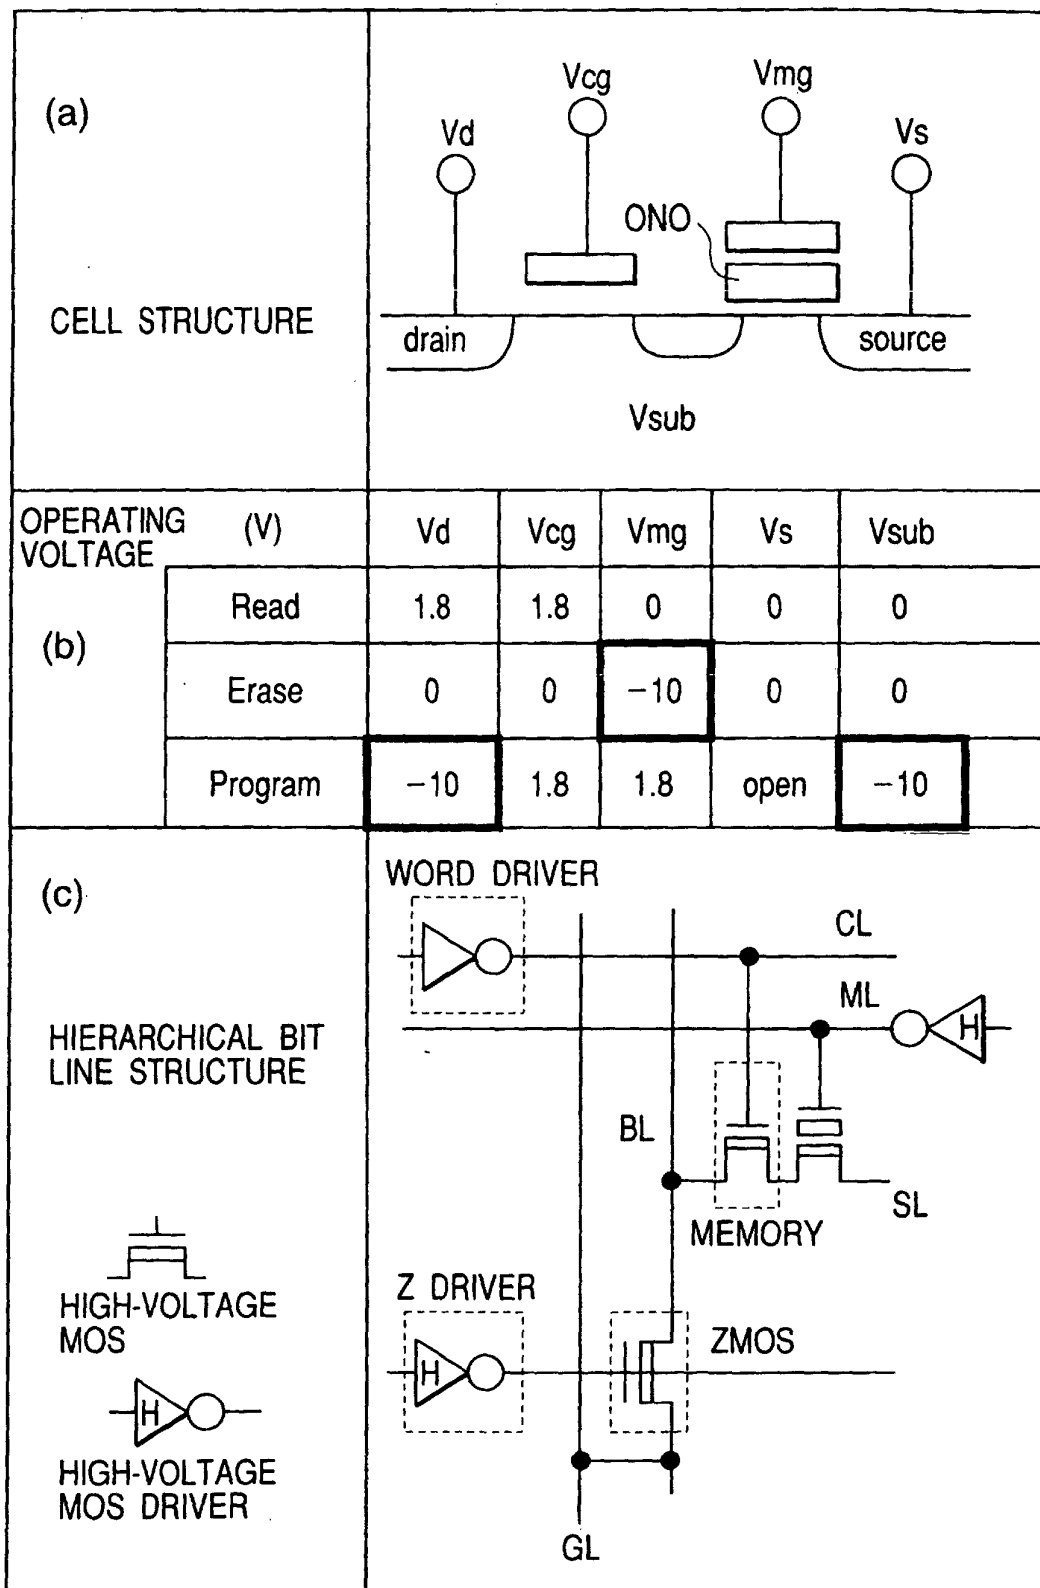 (a)
CELL STRUCTURE
Vd
Vcg
Vmg
Vs
ONO
drain
source
Vsub
OPERATING VOLTAGE (V) Vd Vcg Vmg Vs Vsub
(b)
Read 1.8 1.8 0 0 0
Erase 0 0 −10 0 0
Program −10 1.8 1.8 open −10
(c)
HIERARCHICAL BIT
LINE STRUCTURE
HIGH-VOLTAGE
MOS
H
HIGH-VOLTAGE
MOS DRIVER
WORD DRIVER
CL
ML
H
BL
SL
MEMORY
Z DRIVER
H
ZMOS
GL